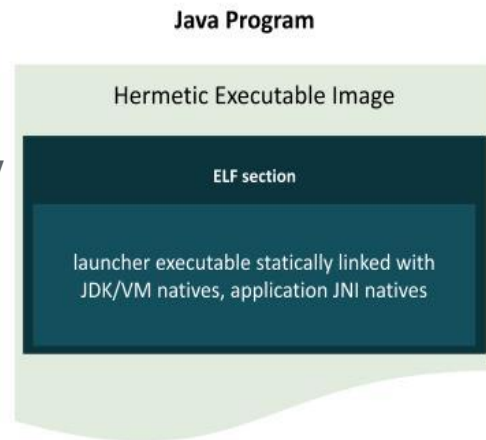 Java Program
Hermetic Executable Image
ELF section
launcher executable statically linked with
JDK/VM natives, application JNI natives